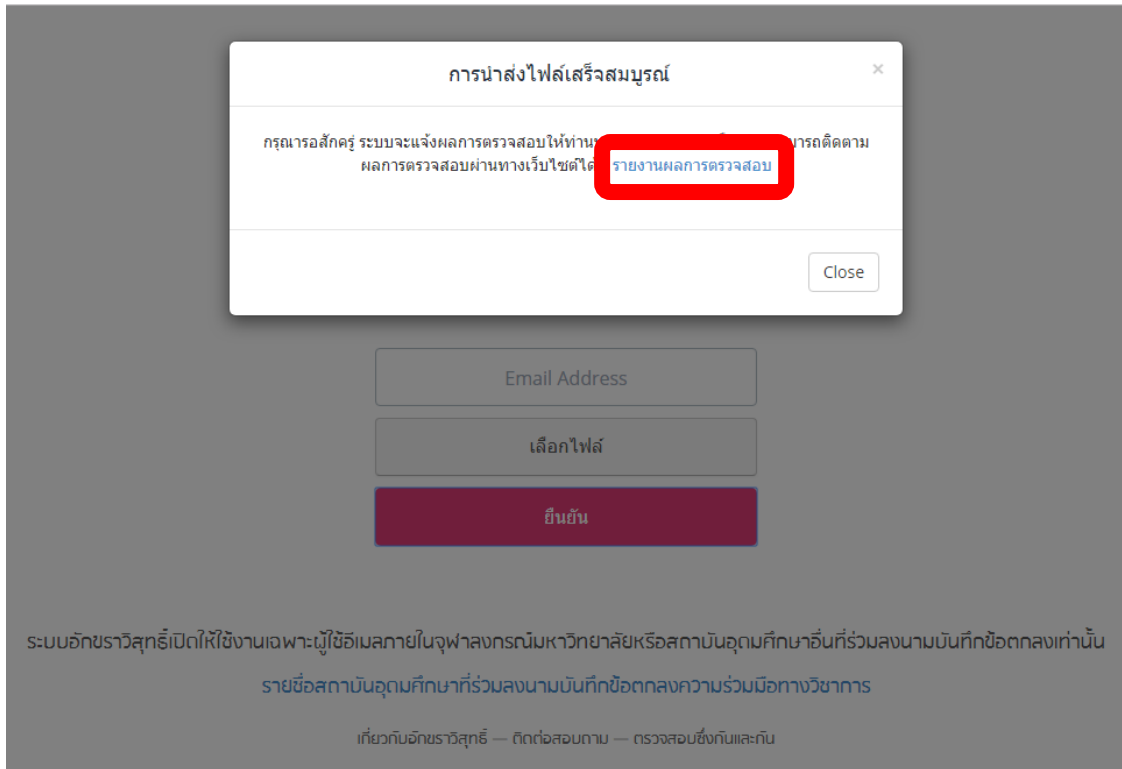 การนำส่งไฟล์เสร็จสมบูรณ์
×
กรุณารอสักครู่ ระบบจะแจ้งผลการตรวจสอบให้ท่าน ารถติดตาม
ผลการตรวจสอบผ่านทางเว็บไซต์ได้ รายงานผลการตรวจสอบ
Close
Email Address
เลือกไฟล์
ยืนยัน
ระบบอักขราวิสุทธิ์เปิดให้ใช้งานเฉพาะผู้ใช้อีเมลภายในจุฬาลงกรณ์มหาวิทยาลัยหรือสถาบันอุดมศึกษาอื่นที่ร่วมลงนามบันทึกข้อตกลงเท่านั้น
รายชื่อสถาบันอุดมศึกษาที่ร่วมลงนามบันทึกข้อตกลงความร่วมมือทางวิชาการ
เกี่ยวกับอักขราวิสุทธิ์ — ติดต่อสอบถาม — ตรวจสอบซึ่งกันและกัน